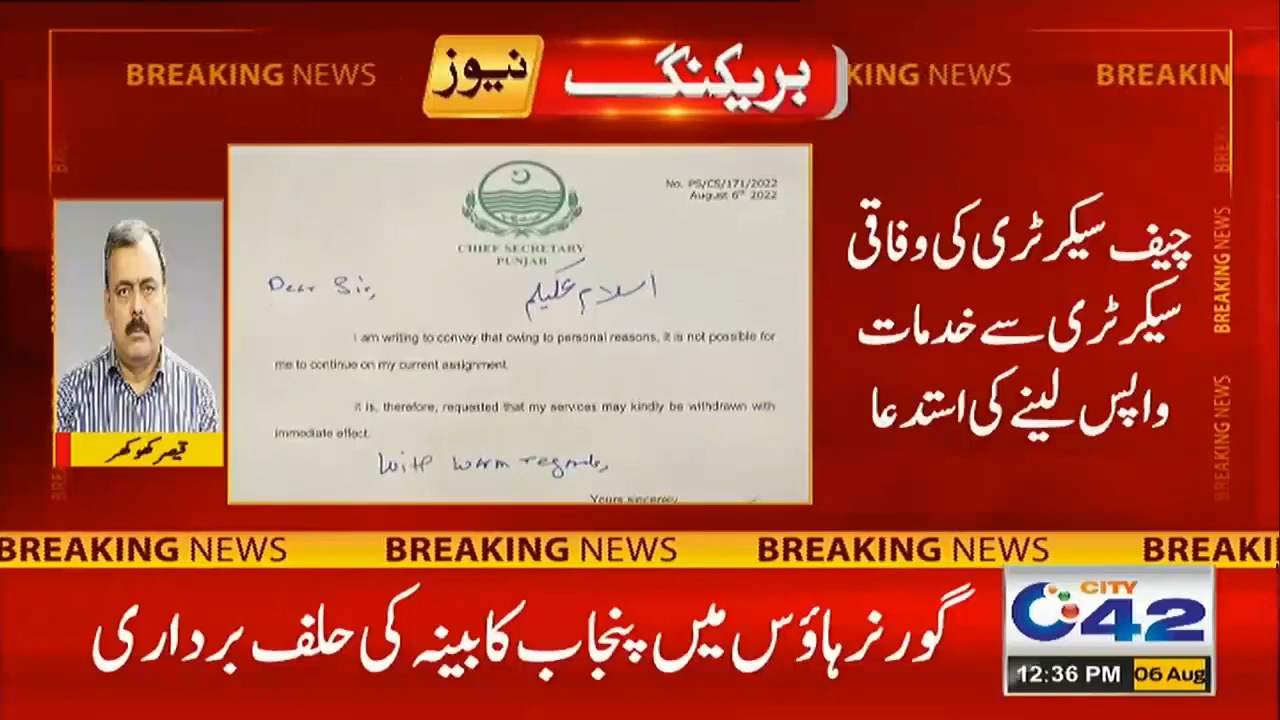 BREAKING NEWS
بریکنگ نیوز
KING NEWS
BREAKIN
No. PS/CS/171/2022
August 6th 2022
CHIEF SECRETARY
PUNJAB
Dear Sir,
اسلام علیکم
I am writing to convey that owing to personal reasons, it is not possible for
me to continue on my current assignment.
It is, therefore, requested that my services may kindly be withdrawn with
immediate effect.
With warm regards,
Yours sincerely
قیصر کھوکھر
چیف سیکرٹری کی وفاقی
سیکرٹری سے خدمات
واپس لینے کی استدعا
BREAKING NEWS
BREAKING NEWS
BREAKING NEWS
BREAKING NEWS
BREAKING NEWS
BREAKI
گورنر ہاؤس میں پنجاب کابینہ کی حلف برداری
CITY
42
12:36 PM
06 Aug